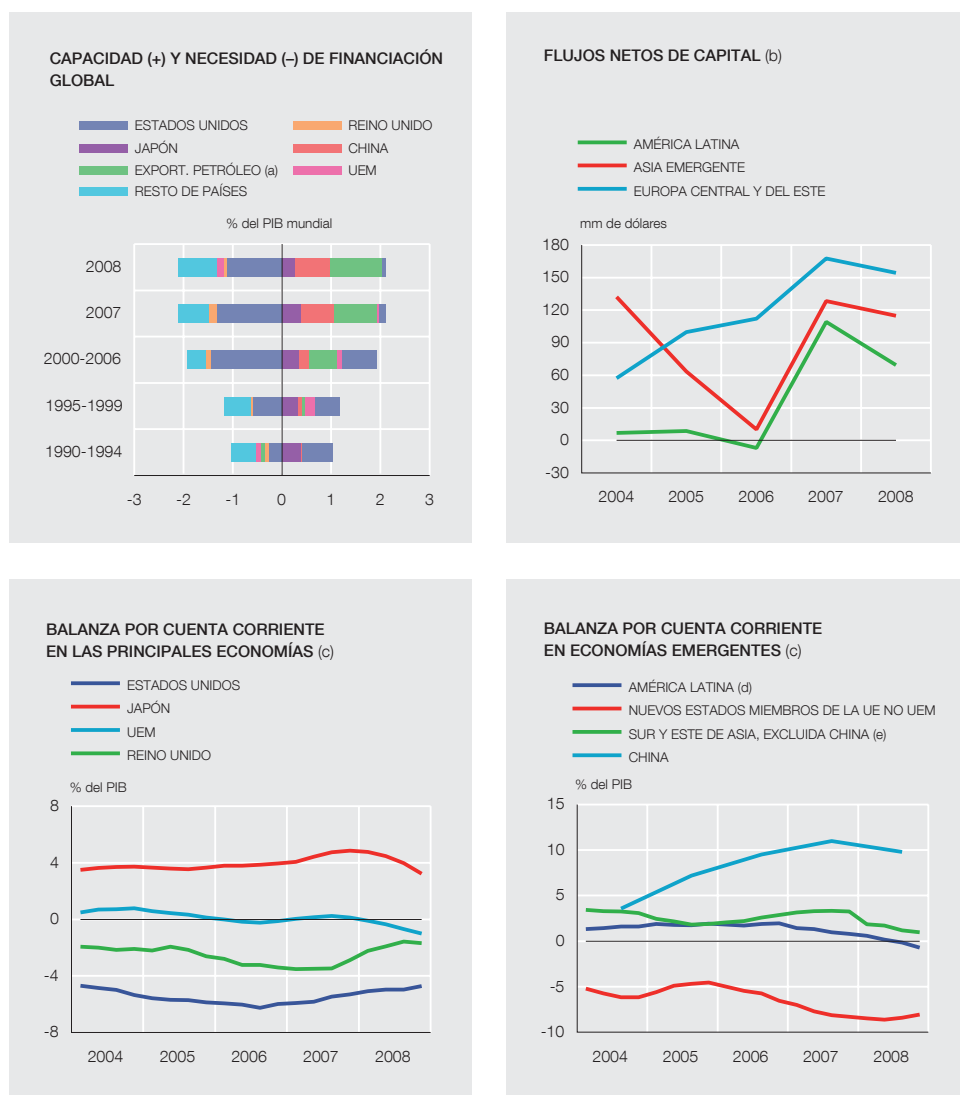 CAPACIDAD (+) Y NECESIDAD (–) DE FINANCIACIÓN
GLOBAL
ESTADOS UNIDOS
REINO UNIDO
JAPÓN
CHINA
EXPORT. PETRÓLEO (a)
UEM
RESTO DE PAÍSES
% del PIB mundial
2008
2007
2000-2006
1995-1999
1990-1994
-3 -2 -1 0 1 2 3
FLUJOS NETOS DE CAPITAL (b)
AMÉRICA LATINA
ASIA EMERGENTE
EUROPA CENTRAL Y DEL ESTE
mm de dólares
180
150
120
90
60
30
0
-30
2004 2005 2006 2007 2008
BALANZA POR CUENTA CORRIENTE
EN LAS PRINCIPALES ECONOMÍAS (c)
ESTADOS UNIDOS
JAPÓN
UEM
REINO UNIDO
% del PIB
8
4
0
-4
-8
2004 2005 2006 2007 2008
BALANZA POR CUENTA CORRIENTE
EN ECONOMÍAS EMERGENTES (c)
AMÉRICA LATINA (d)
NUEVOS ESTADOS MIEMBROS DE LA UE NO UEM
SUR Y ESTE DE ASIA, EXCLUIDA CHINA (e)
CHINA
% del PIB
15
10
5
0
-5
-10
2004 2005 2006 2007 2008